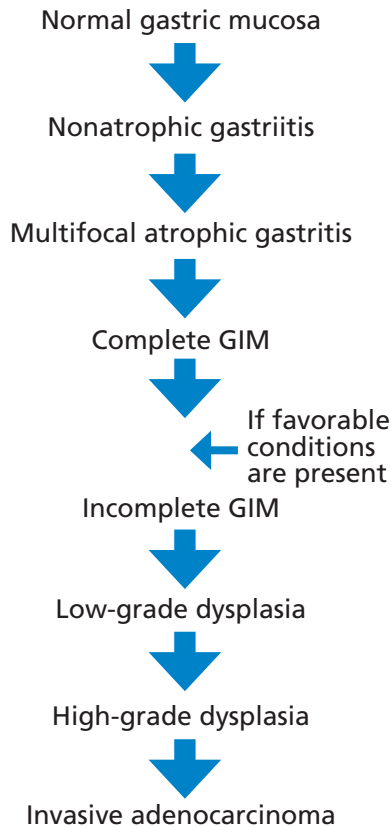 Normal gastric mucosa
Nonatrophic gastriitis
Multifocal atrophic gastritis
Complete GIM
If favorable
conditions
are present
Incomplete GIM
Low-grade dysplasia
High-grade dysplasia
Invasive adenocarcinoma